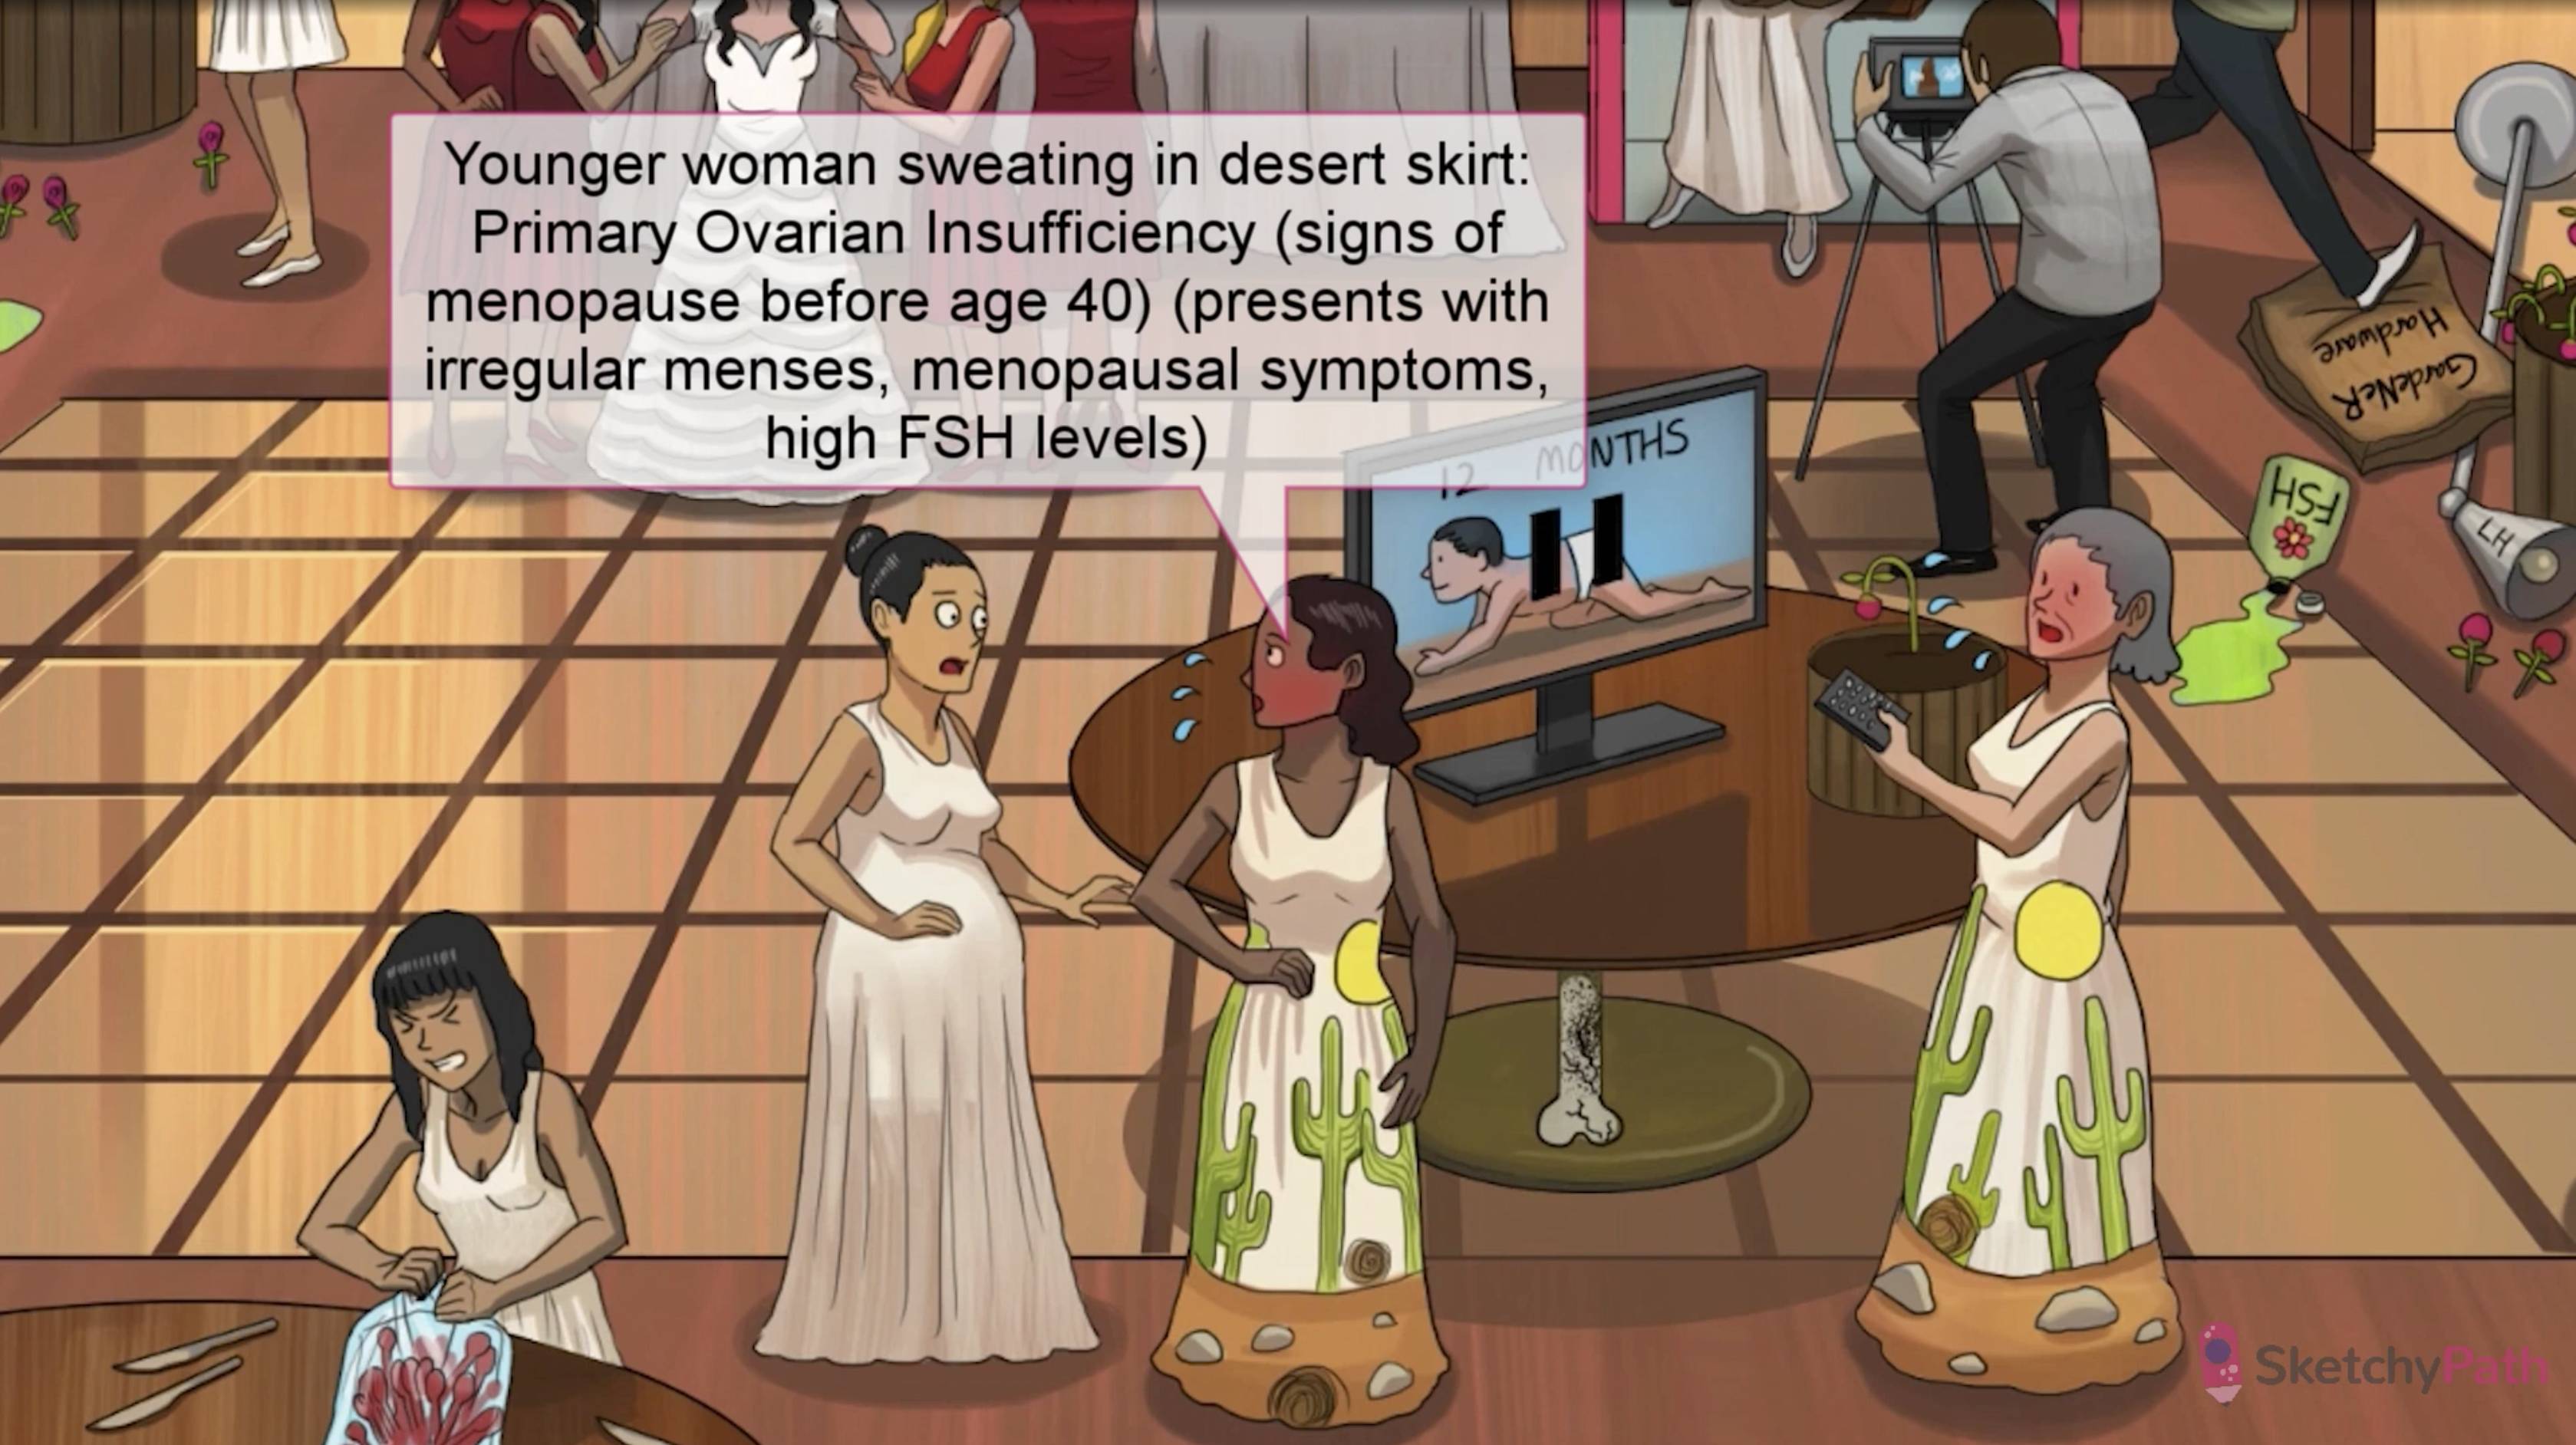 Younger woman sweating in desert skirt:
Primary Ovarian Insufficiency (signs of
menopause before age 40) (presents with
irregular menses, menopausal symptoms,
high FSH levels)
12 MONTHS
GardeNeR
Hardware
FSH
LH
SketchyPath